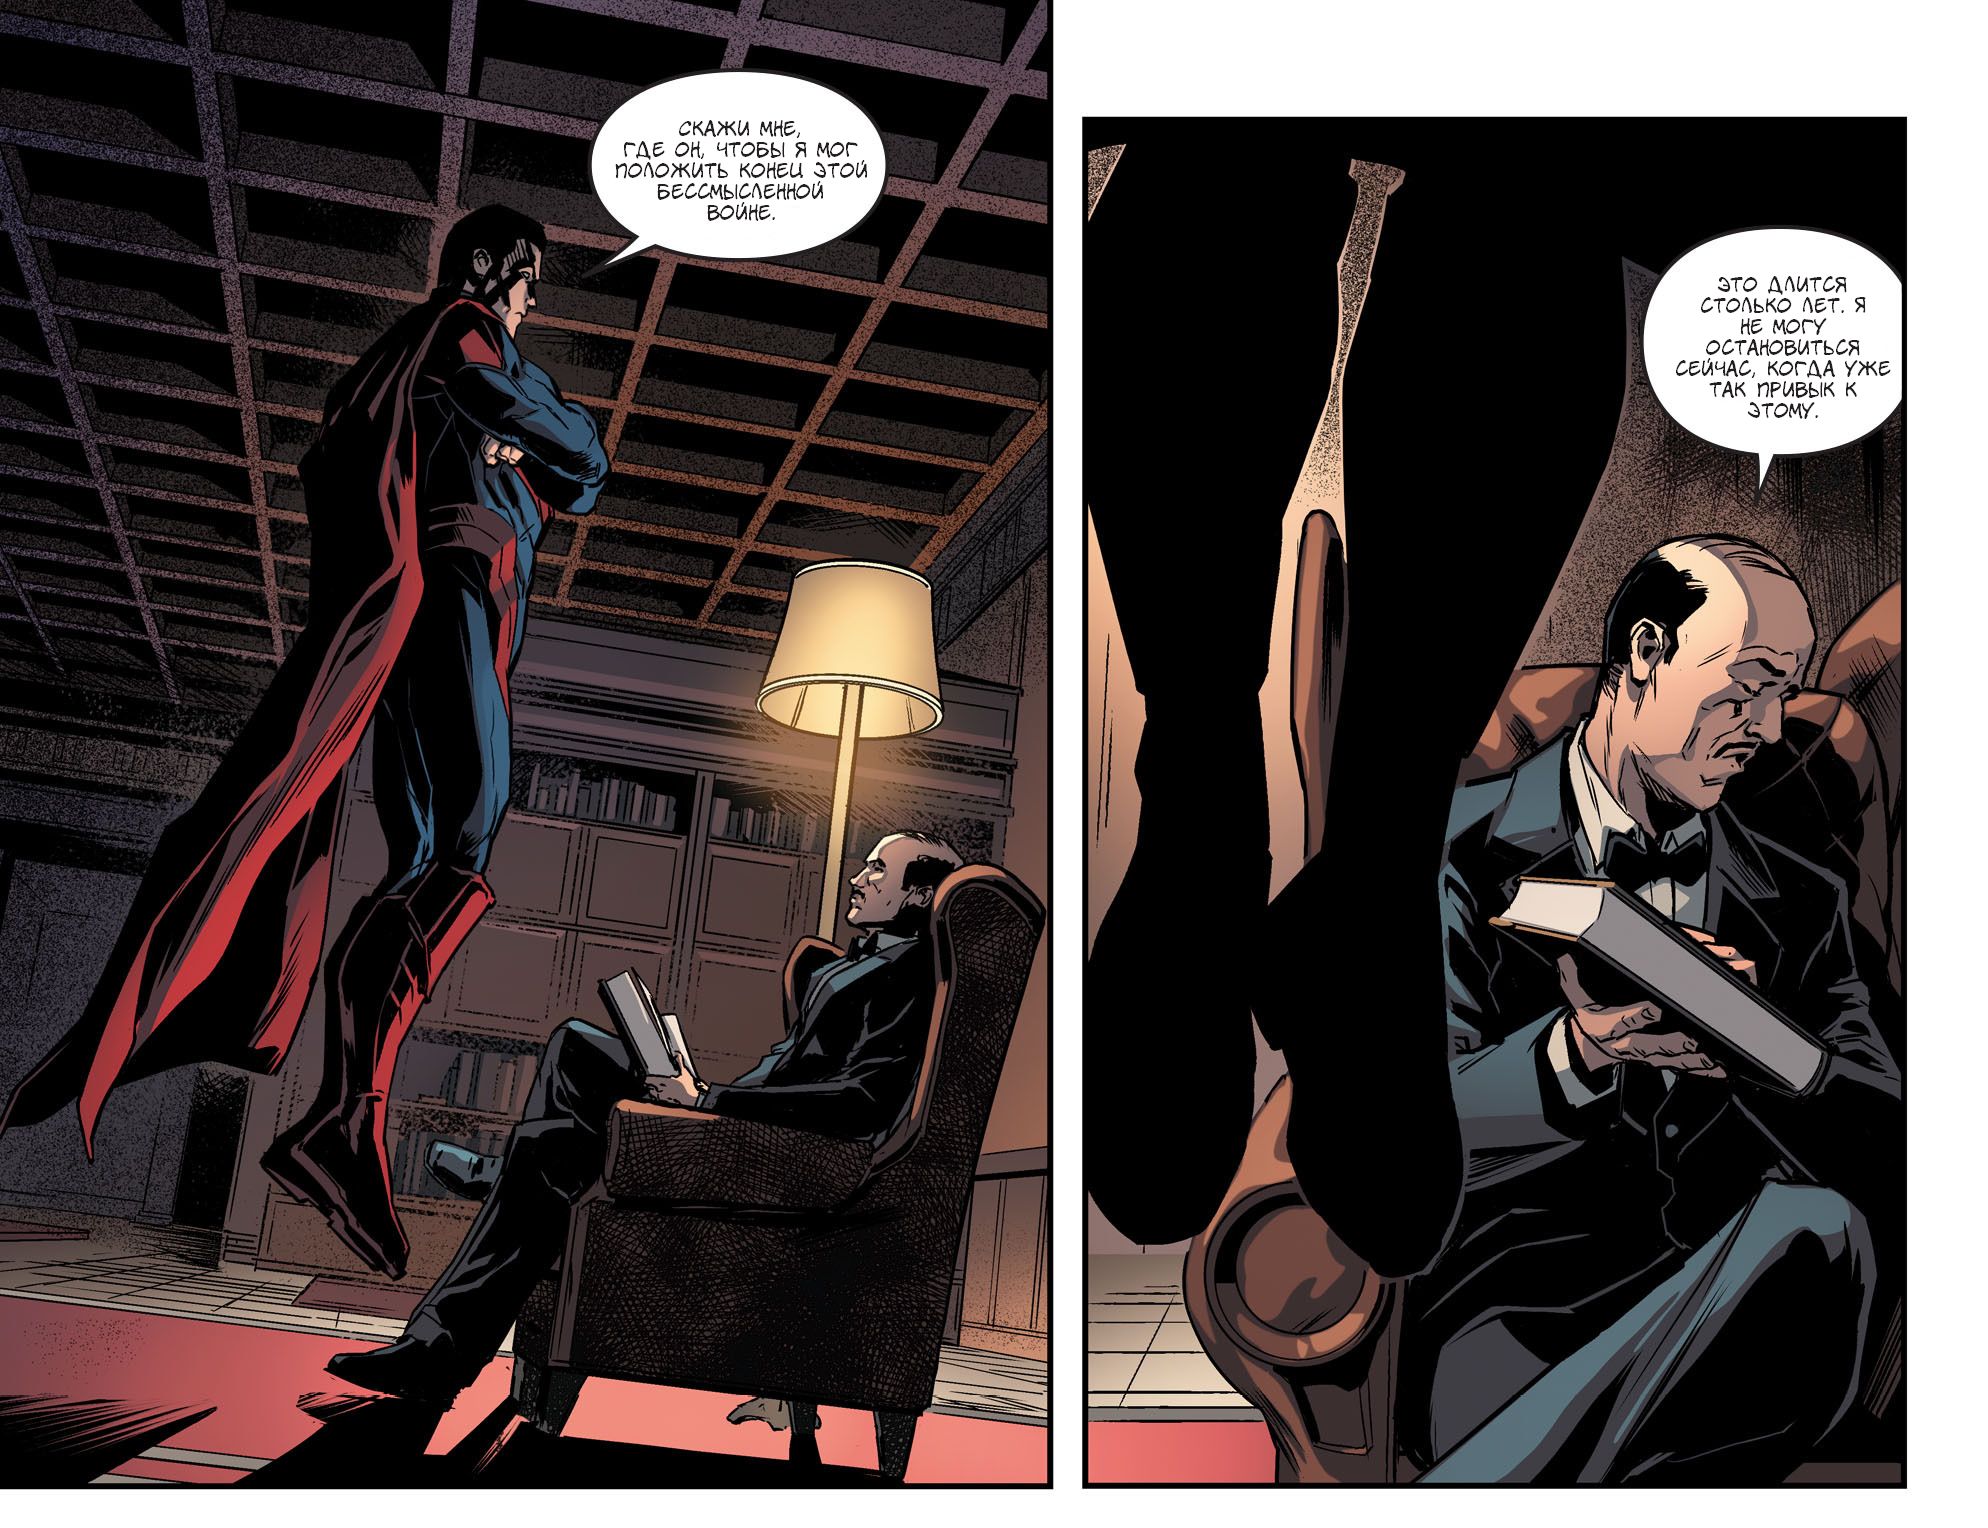 СКАЖИ МНЕ,
ГДЕ ОН, ЧТОБЫ Я МОГ
ПОЛОЖИТЬ КОНЕЦ ЭТОЙ
БЕССМЫСЛЕННОЙ
ВОЙНЕ.
ЭТО ДЛИТСЯ
СТОЛЬКО ЛЕТ. Я
НЕ МОГУ
ОСТАНОВИТЬСЯ
СЕЙЧАС, КОГДА УЖЕ
ТАК ПРИВЫК К
ЭТОМУ.